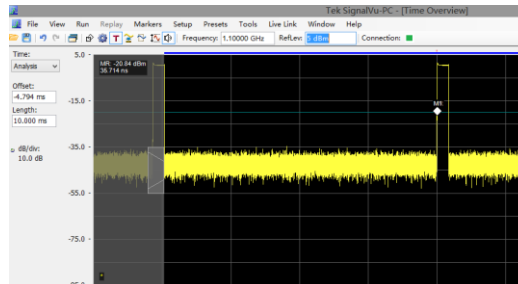 Tek SignalVu-PC - [Time Overview]
File View Run Replay Markers Setup Presets Tools Live Link Window Help
T Frequency: 1.10000 GHz RefLev: 5 dBm Connection:
Time:
Analysis
Offset:
-4.794 ms
Length:
10.000 ms
dB/div:
10.0 dB
5.0
MR: -20.84 dBm
36.714 ms
-15.0
MR
-35.0
-55.0
-75.0